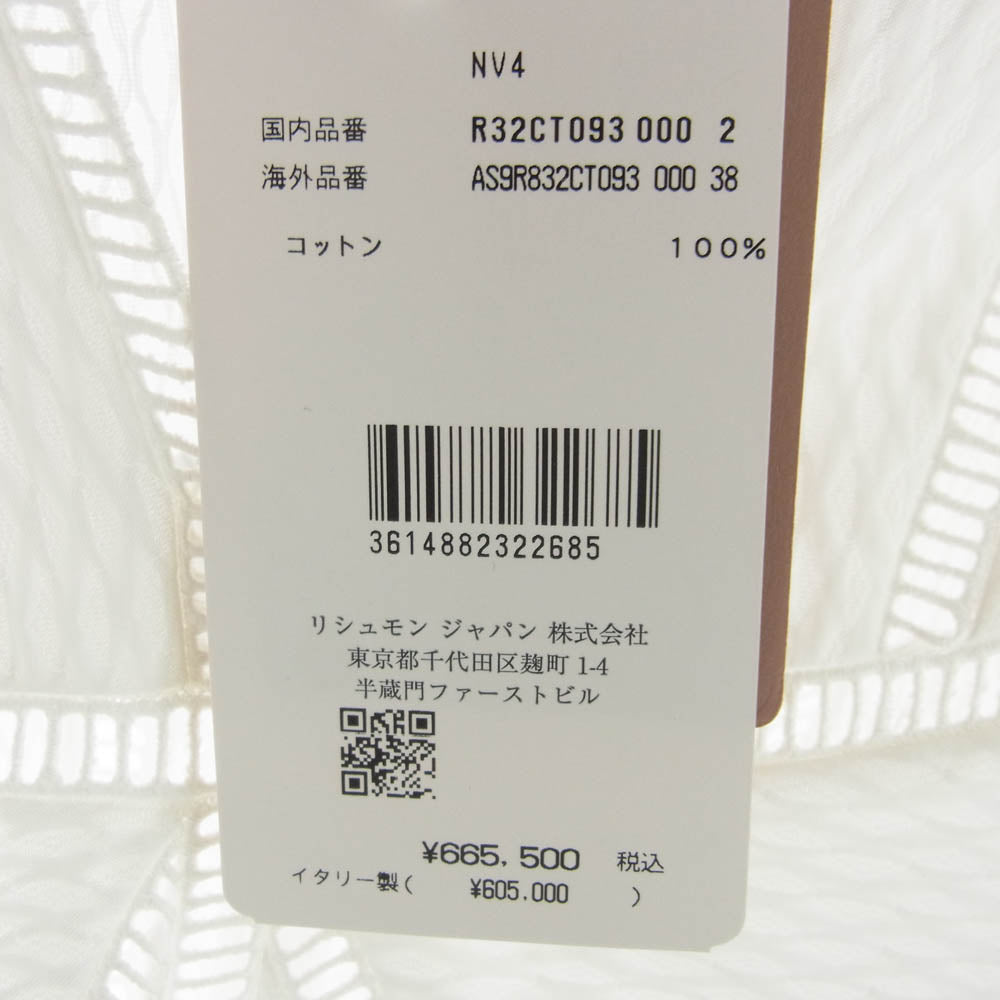 NV4
国内品番 R32CT093 000 2
海外品番 AS9R832CT093 000 38
コットン 100%
3614882322685
リシュモン ジャパン 株式会社
東京都千代田区麹町 1-4
半蔵門ファーストビル
¥665,500 税込
イタリー製( ¥605,000 )